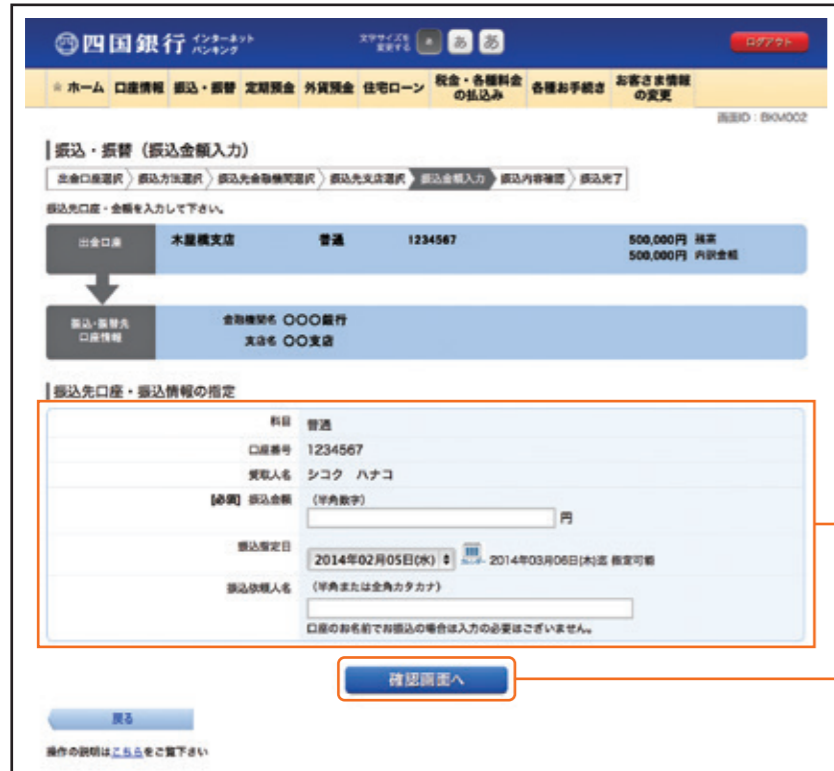 四国銀行 インターネットバンキング
文字サイズを変更する あ あ あ
ログアウト
ホーム 口座情報 振込・振替 定期預金 外貨預金 住宅ローン 税金・各種料金の払込み 各種お手続き お客さま情報の変更
画面ID:BKM002
振込・振替(振込金額入力)
出金口座選択 振込方法選択 振込先金融機関選択 振込先支店選択 振込金額入力 振込内容確認 振込完了
振込先口座・金額を入力して下さい。
出金口座 木屋橋支店 普通 1234567 500,000円 残高
500,000円 内訳金額
振込・振替先口座情報
金融機関名 〇〇〇銀行
支店名 〇〇支店
振込先口座・振込情報の指定
科目 普通
口座番号 1234567
受取人名 シコク ハナコ
【必須】 振込金額 (半角数字)
円
振込指定日 2014年02月05日(水) カレンダー 2014年03月06日(木)迄 指定可能
振込依頼人名 (半角または全角カタカナ)
口座のお名前でお振込の場合は入力の必要はございません。
確認画面へ
戻る
操作の説明はこちらをご覧下さい